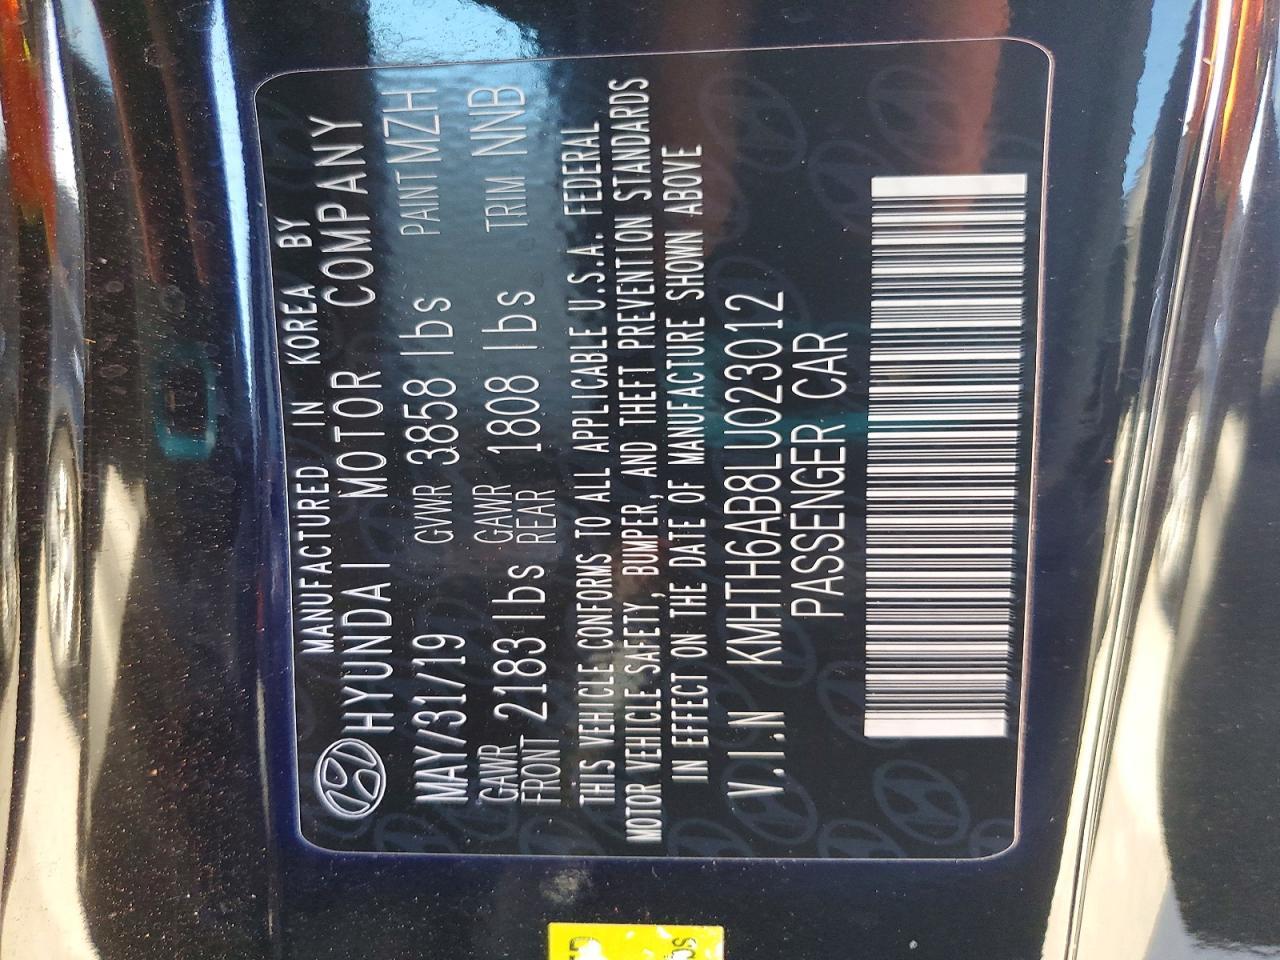 MANUFACTURED IN KOREA BY
HYUNDAI MOTOR COMPANY
MAY/31/19 GVWR 3858 lbs PAINT MZH
GAWR FRONT 2183 lbs GAWR REAR 1808 lbs TRIM NNB
THIS VEHICLE CONFORMS TO ALL APPLICABLE U.S.A. FEDERAL
MOTOR VEHICLE SAFETY, BUMPER, AND THEFT PREVENTION STANDARDS
IN EFFECT ON THE DATE OF MANUFACTURE SHOWN ABOVE
V.I.N KMHTH6AB8LU023012
PASSENGER CAR